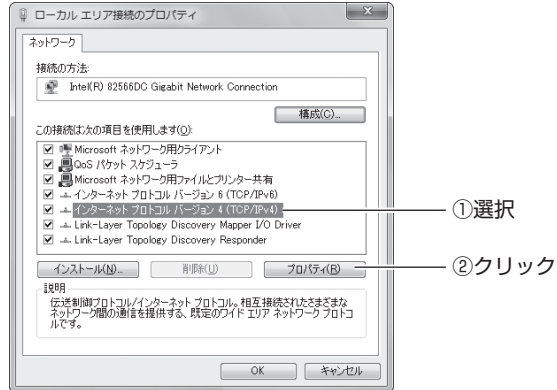 ローカル エリア接続のプロパティ
ネットワーク
接続の方法:
Intel(R) 82566DC Gigabit Network Connection
構成(C)...
この接続は次の項目を使用します(O):
Microsoft ネットワーク用クライアント
QoS パケット スケジューラ
Microsoft ネットワーク用ファイルとプリンター共有
インターネット プロトコル バージョン 6 (TCP/IPv6)
インターネット プロトコル バージョン 4 (TCP/IPv4)
①選択
Link-Layer Topology Discovery Mapper I/O Driver
Link-Layer Topology Discovery Responder
インストール(N)...
削除(U)
プロパティ(R)
②クリック
説明
伝送制御プロトコル/インターネット プロトコル。相互接続されたさまざまな
ネットワーク間の通信を提供する、既定のワイド エリア ネットワーク プロトコ
ルです。
OK
キャンセル